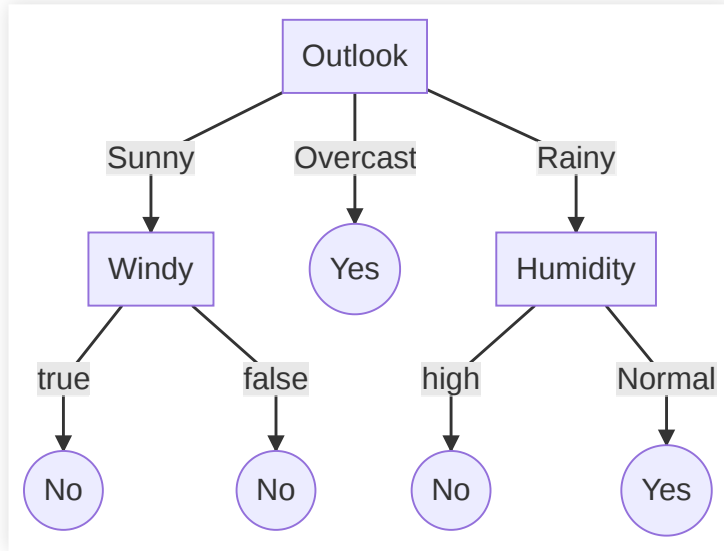 Outlook
Sunny
Overcast
Rainy
Windy
Yes
Humidity
true
false
high
Normal
No
No
No
Yes